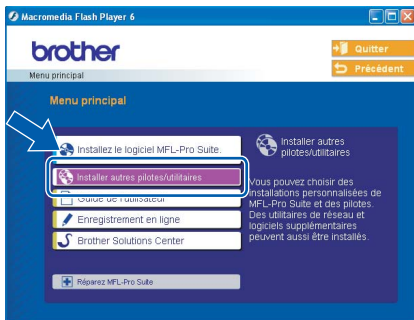 Macromedia Flash Player 6
brother
Quitter
Précédent
Menu principal
Menu principal
Installez le logiciel MFL-Pro Suite.
Installer autres pilotes/utilitaires
Guide de l'utilisateur
Enregistrement en ligne
Brother Solutions Center
Réparez MFL-Pro Suite
Installer autres
pilotes/utilitaires
Vous pouvez choisir des
installations personnalisées de
MFL-Pro Suite et des pilotes.
Des utilitaires de réseau et
logiciels supplémentaires
peuvent aussi être installés.